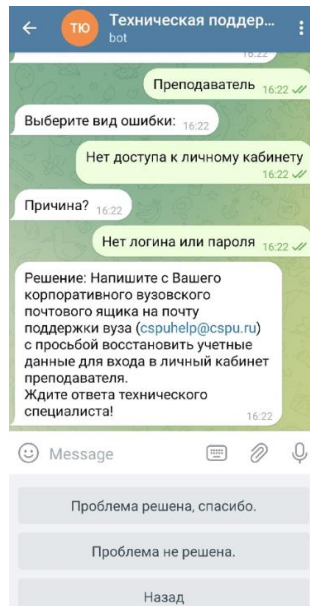 ТЮ
Техническая поддер...
bot
16:22
Преподаватель 16:22
Выберите вид ошибки: 16:22
Нет доступа к личному кабинету
16:22
Причина? 16:22
Нет логина или пароля 16:22
Решение: Напишите с Вашего
корпоративного вузовского
почтового ящика на почту
поддержки вуза (cspuhelp@cspu.ru)
с просьбой восстановить учетные
данные для входа в личный кабинет
преподавателя.
Ждите ответа технического
специалиста!
16:22
Message
Проблема решена, спасибо.
Проблема не решена.
Назад